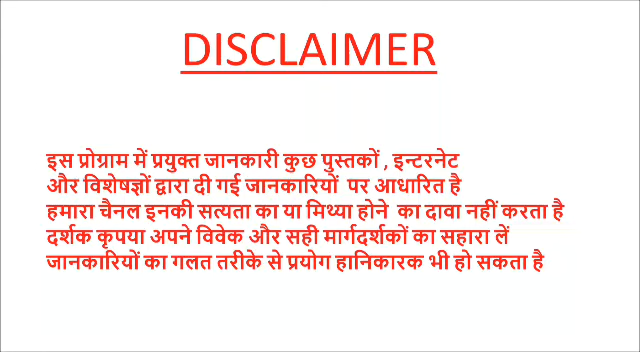 DISCLAIMER
इस प्रोग्राम में प्रयुक्त जानकारी कुछ पुस्तकों , इन्टरनेट
और विशेषज्ञों द्वारा दी गई जानकारियों पर आधारित है
हमारा चैनल इनकी सत्यता का या मिथ्या होने का दावा नहीं करता है
दर्शक कृपया अपने विवेक और सही मार्गदर्शकों का सहारा लें
जानकारियों का गलत तरीके से प्रयोग हानिकारक भी हो सकता है